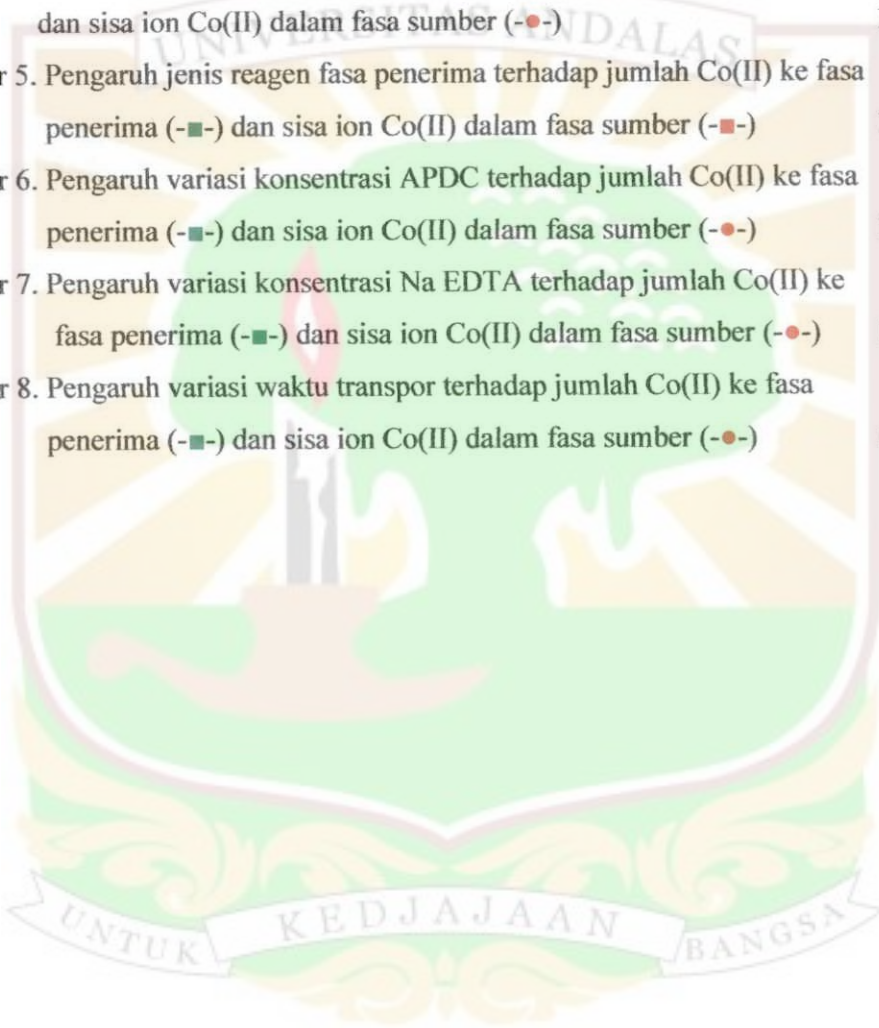 dan sisa ion Co(II) dalam fasa sumber (-●-)
UNIVERSITAS ANDALAS
r 5. Pengaruh jenis reagen fasa penerima terhadap jumlah Co(II) ke fasa
penerima (-■-) dan sisa ion Co(II) dalam fasa sumber (-■-)
r 6. Pengaruh variasi konsentrasi APDC terhadap jumlah Co(II) ke fasa
penerima (-■-) dan sisa ion Co(II) dalam fasa sumber (-●-)
r 7. Pengaruh variasi konsentrasi Na EDTA terhadap jumlah Co(II) ke
fasa penerima (-■-) dan sisa ion Co(II) dalam fasa sumber (-●-)
r 8. Pengaruh variasi waktu transpor terhadap jumlah Co(II) ke fasa
penerima (-■-) dan sisa ion Co(II) dalam fasa sumber (-●-)
UNTUK KEDJAJAAN BANGSA